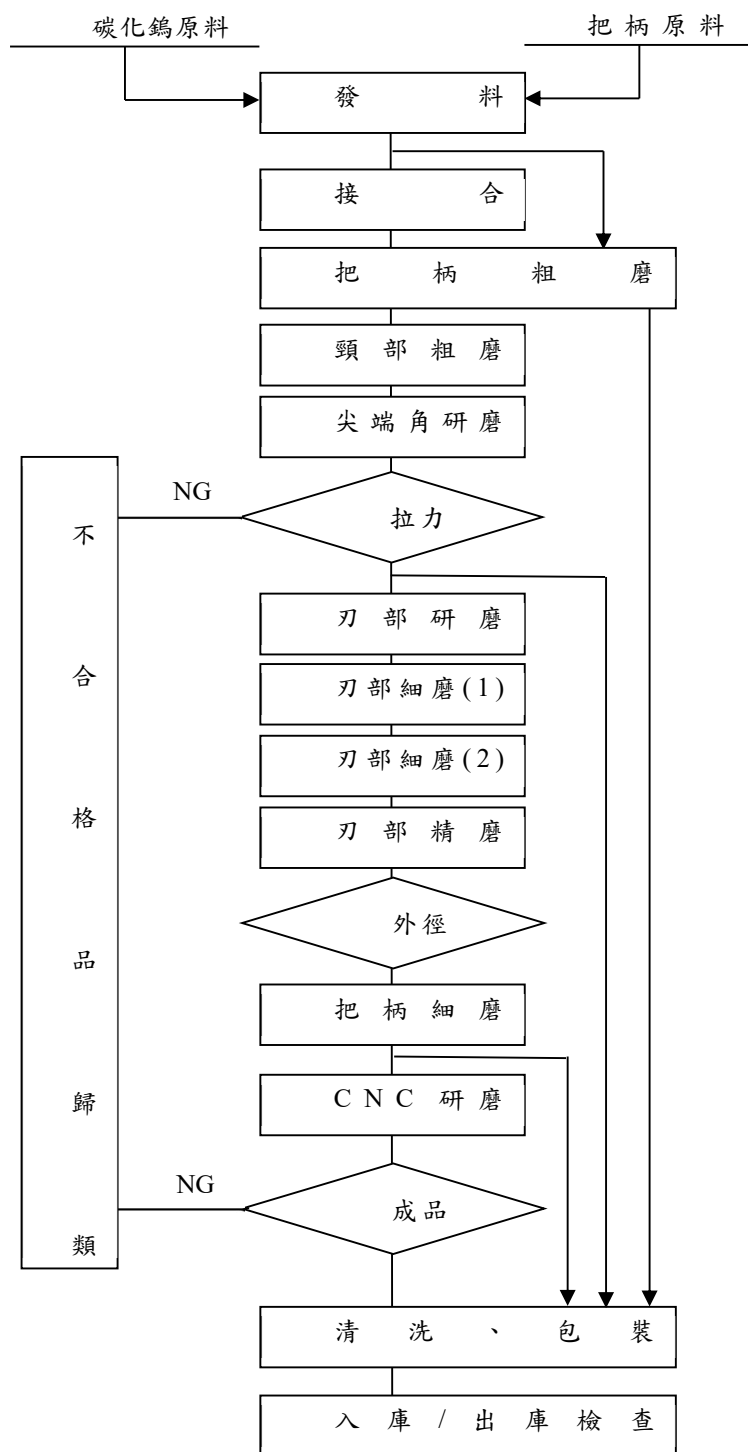 碳化鎢原料
把柄原料
發料
接合
把柄粗磨
頸部粗磨
尖端角研磨
NG
拉力
不合格品歸類
刃部研磨
刃部細磨(1)
刃部細磨(2)
刃部精磨
外徑
把柄細磨
CNC研磨
NG
成品
清洗、包裝
入庫/出庫檢查